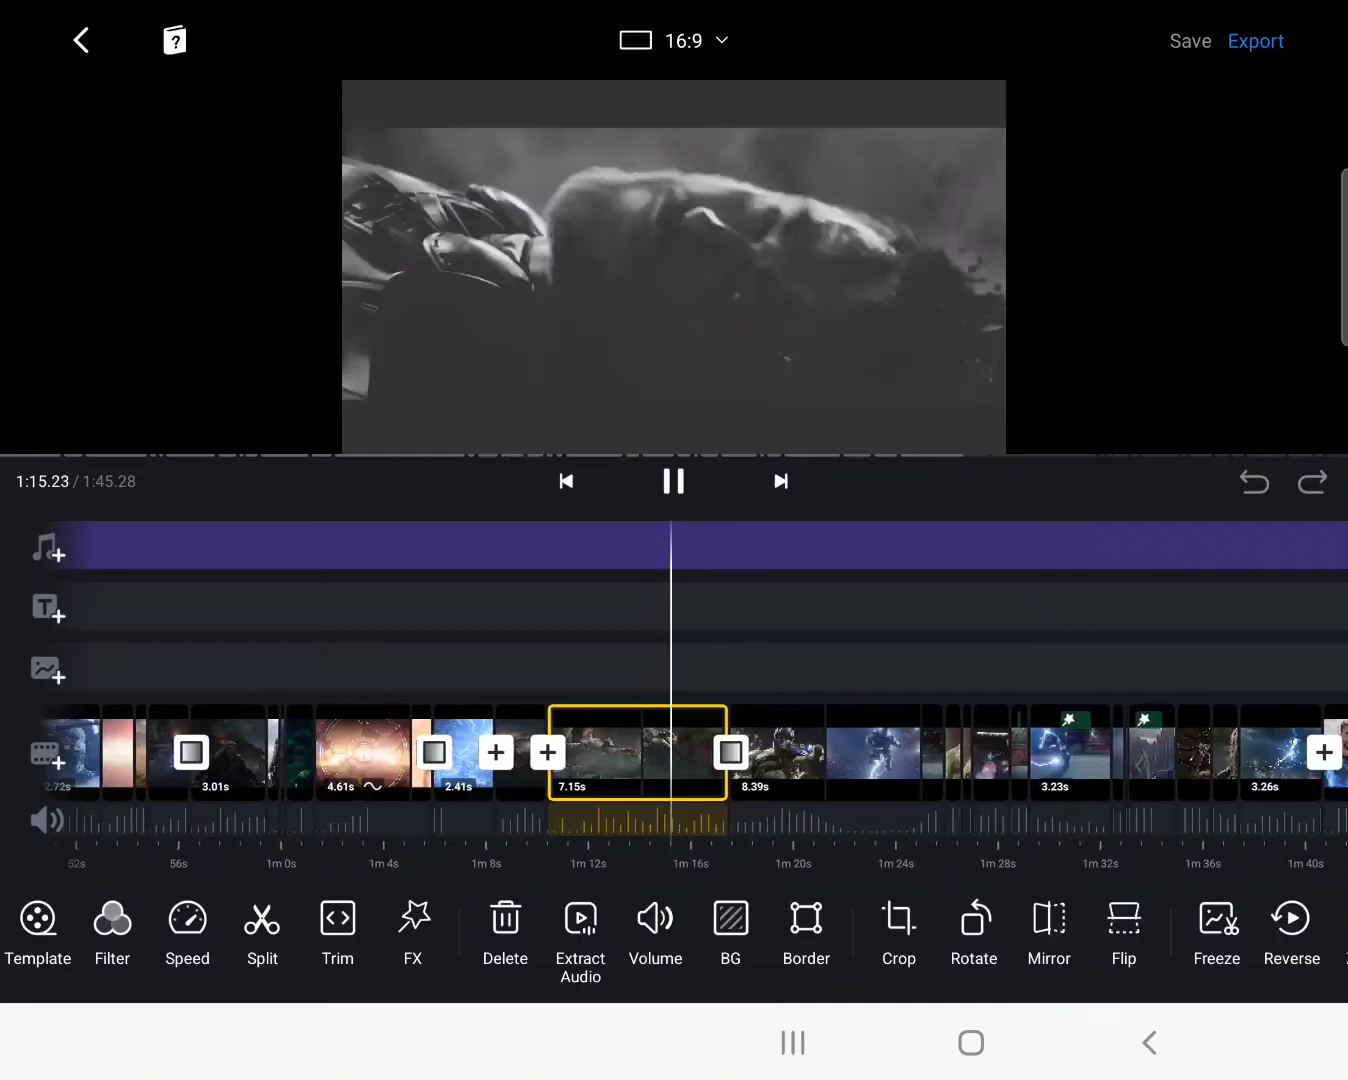 ?
16:9
Save
Export
1:15.23 / 1:45.28
T
2.72s
3.01s
4.61s
2.41s
7.15s
8.39s
3.23s
3.26s
52s
56s
1m 0s
1m 4s
1m 8s
1m 12s
1m 16s
1m 20s
1m 24s
1m 28s
1m 32s
1m 36s
1m 40s
Template
Filter
Speed
Split
Trim
FX
Delete
Extract
Audio
Volume
BG
Border
Crop
Rotate
Mirror
Flip
Freeze
Reverse